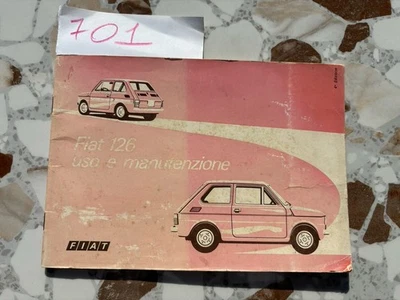 701
Fiat 126
uso e manutenzione
FIAT